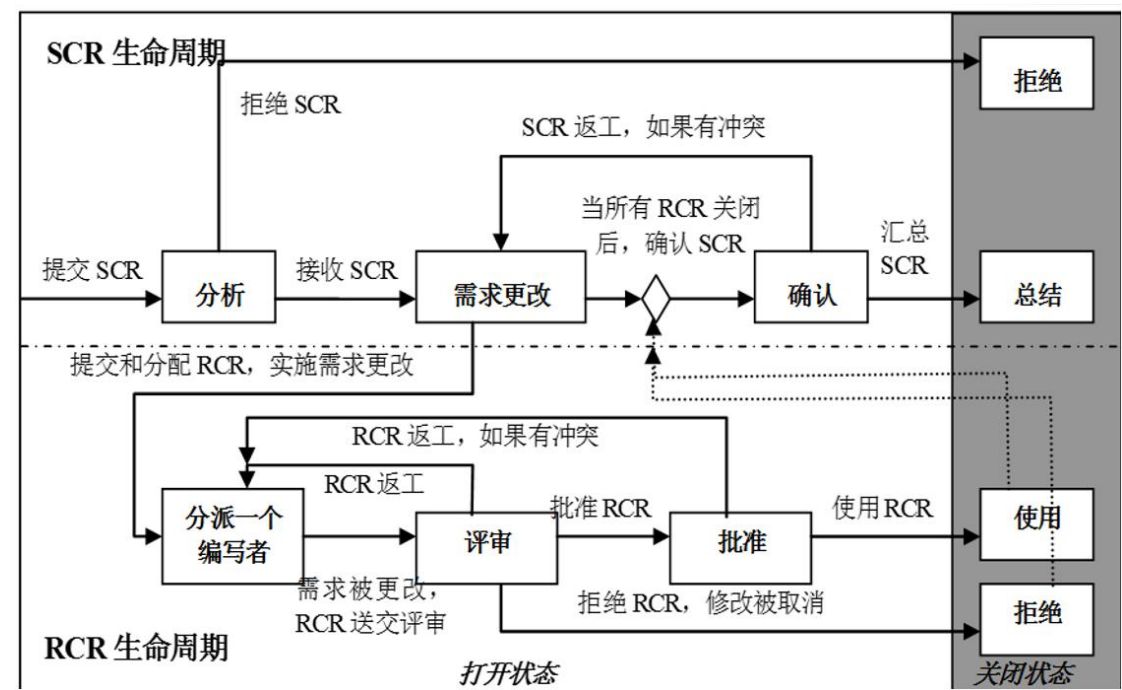 SCR 生命周期
拒绝
拒绝 SCR
SCR 返工，如果有冲突
当所有 RCR 关闭
后，确认 SCR
汇总
SCR
提交 SCR
分析
接收 SCR
需求更改
确认
总结
提交和分配 RCR，实施需求更改
RCR 返工，如果有冲突
RCR 返工
分派一个
编写者
评审
批准 RCR
批准
使用 RCR
使用
需求被更改，
RCR 送交评审
拒绝 RCR，修改被取消
拒绝
RCR 生命周期
打开状态
关闭状态